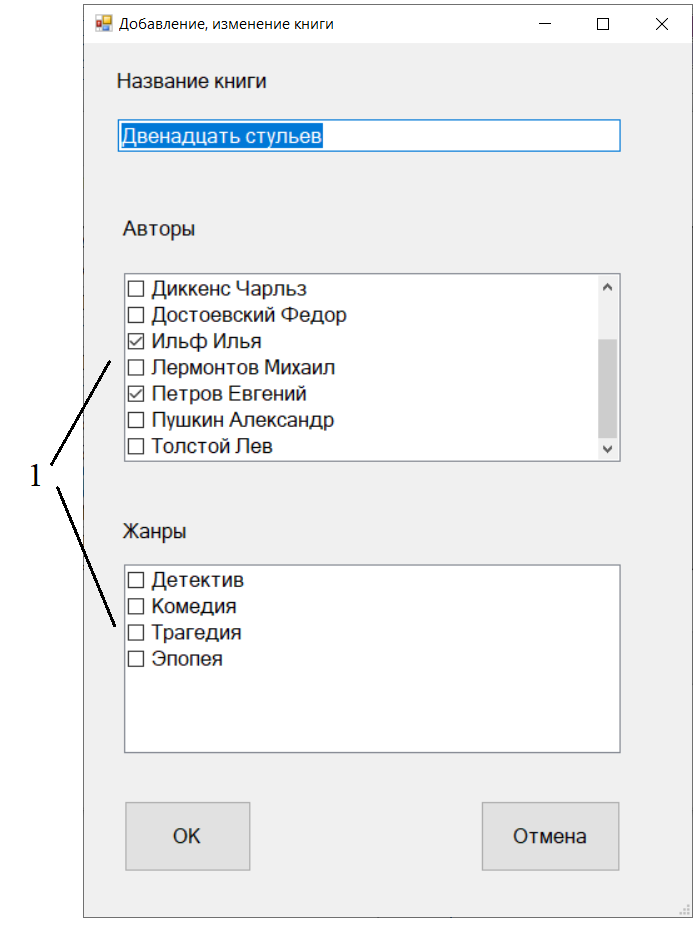 Добавление, изменение книги
Название книги
Двенадцать стульев
Авторы
Диккенс Чарльз
Достоевский Федор
Ильф Илья
Лермонтов Михаил
Петров Евгений
Пушкин Александр
Толстой Лев
1
Жанры
Детектив
Комедия
Трагедия
Эпопея
OK
Отмена